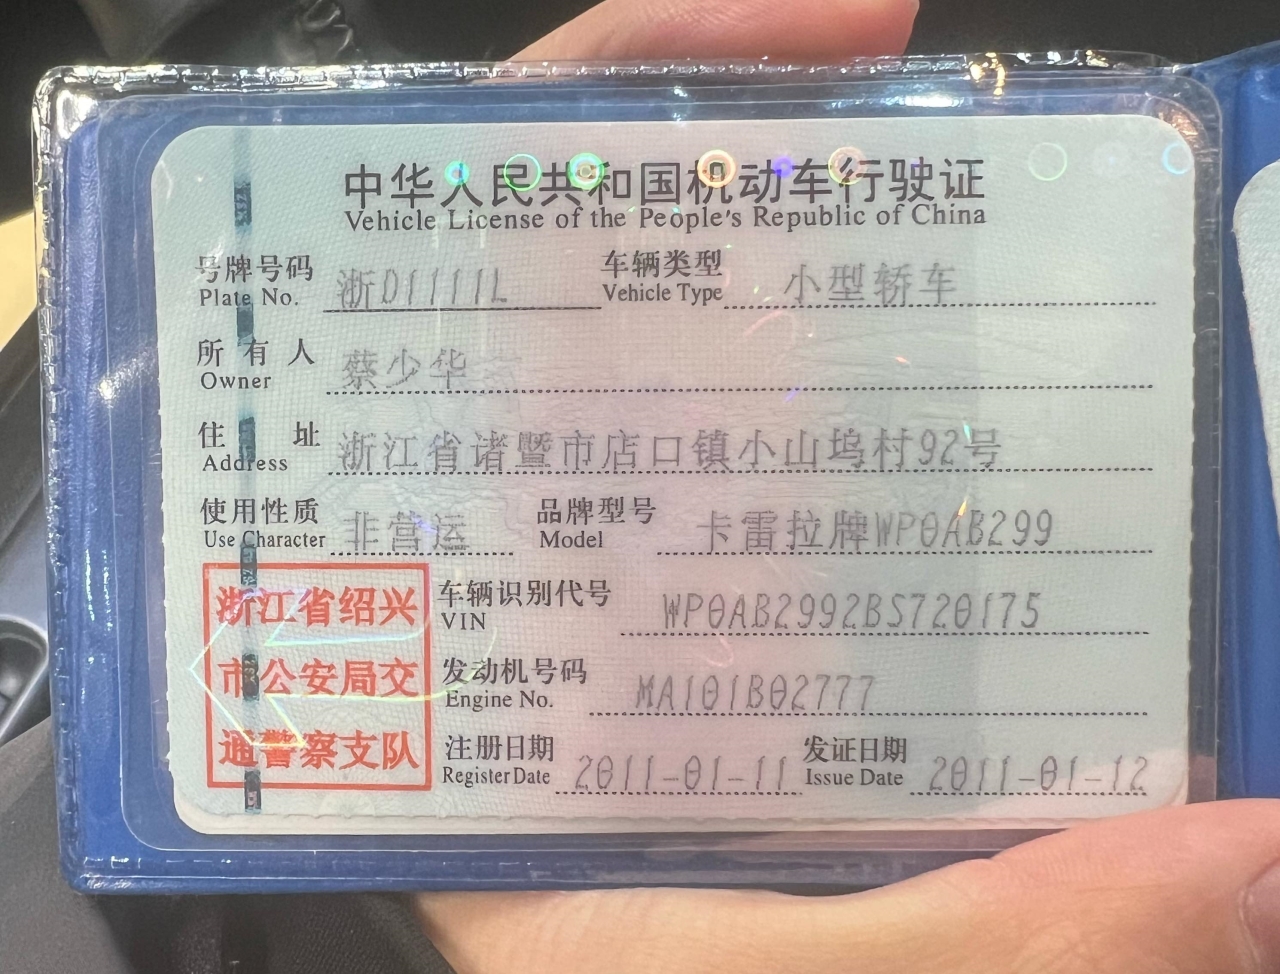 中华人民共和国机动车行驶证
Vehicle License of the People's Republic of China
号牌号码 浙D1111L 车辆类型 小型轿车
Plate No. Vehicle Type
所有人 蔡少华
Owner
住址 浙江省诸暨市店口镇小山坞村92号
Address
使用性质 非营运 品牌型号 卡雷拉牌WP0AB299
Use Character Model
浙江省绍兴
市公安局交
通警察支队
车辆识别代号 WP0AB2992BS720175
VIN
发动机号码 MA101B02777
Engine No.
注册日期 2011-01-11 发证日期 2011-01-12
Register Date Issue Date